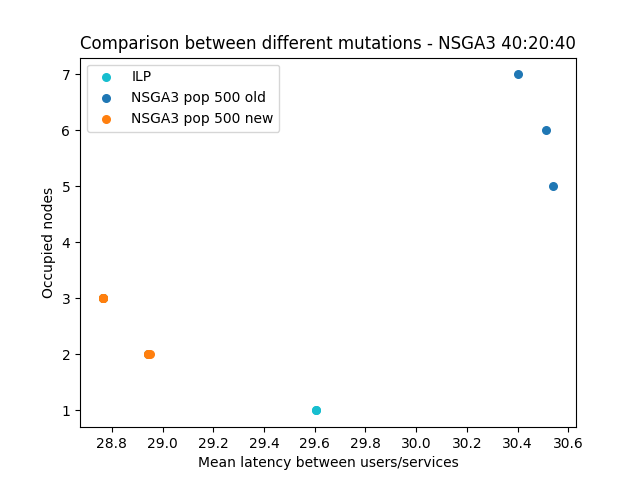 Comparison between different mutations - NSGA3 40:20:40
ILP
NSGA3 pop 500 old
NSGA3 pop 500 new
Occupied nodes
7
6
5
4
3
2
1
28.8 29.0 29.2 29.4 29.6 29.8 30.0 30.2 30.4 30.6
Mean latency between users/services